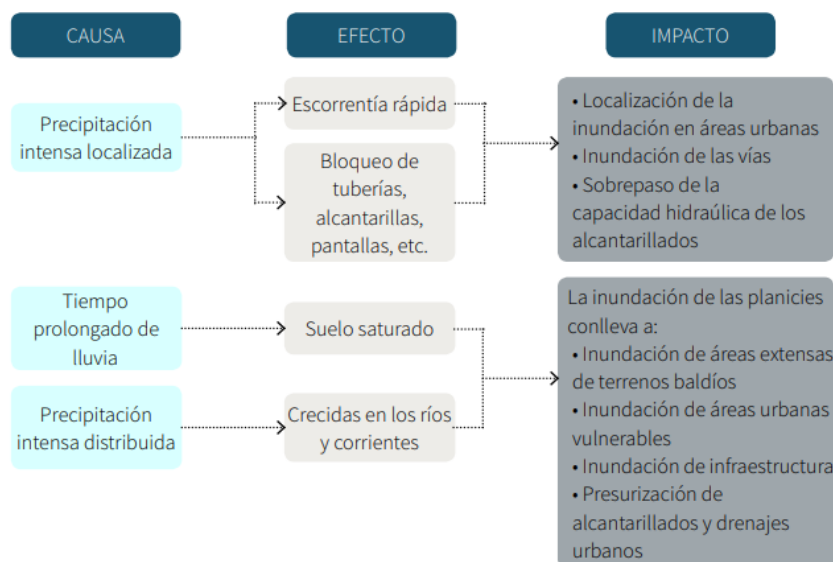 CAUSA
EFECTO
IMPACTO
Precipitación
intensa localizada
Escorrentía rápida
Bloqueo de
tuberías,
alcantarillas,
pantallas, etc.
• Localización de la
inundación en áreas urbanas
• Inundación de las vías
• Sobrepaso de la
capacidad hidraúlica de los
alcantarillados
Tiempo
prolongado de
lluvia
Suelo saturado
Precipitación
intensa distribuida
Crecidas en los ríos
y corrientes
La inundación de las planicies
conlleva a:
• Inundación de áreas extensas
de terrenos baldíos
• Inundación de áreas urbanas
vulnerables
• Inundación de infraestructura
• Presurización de
alcantarillados y drenajes
urbanos